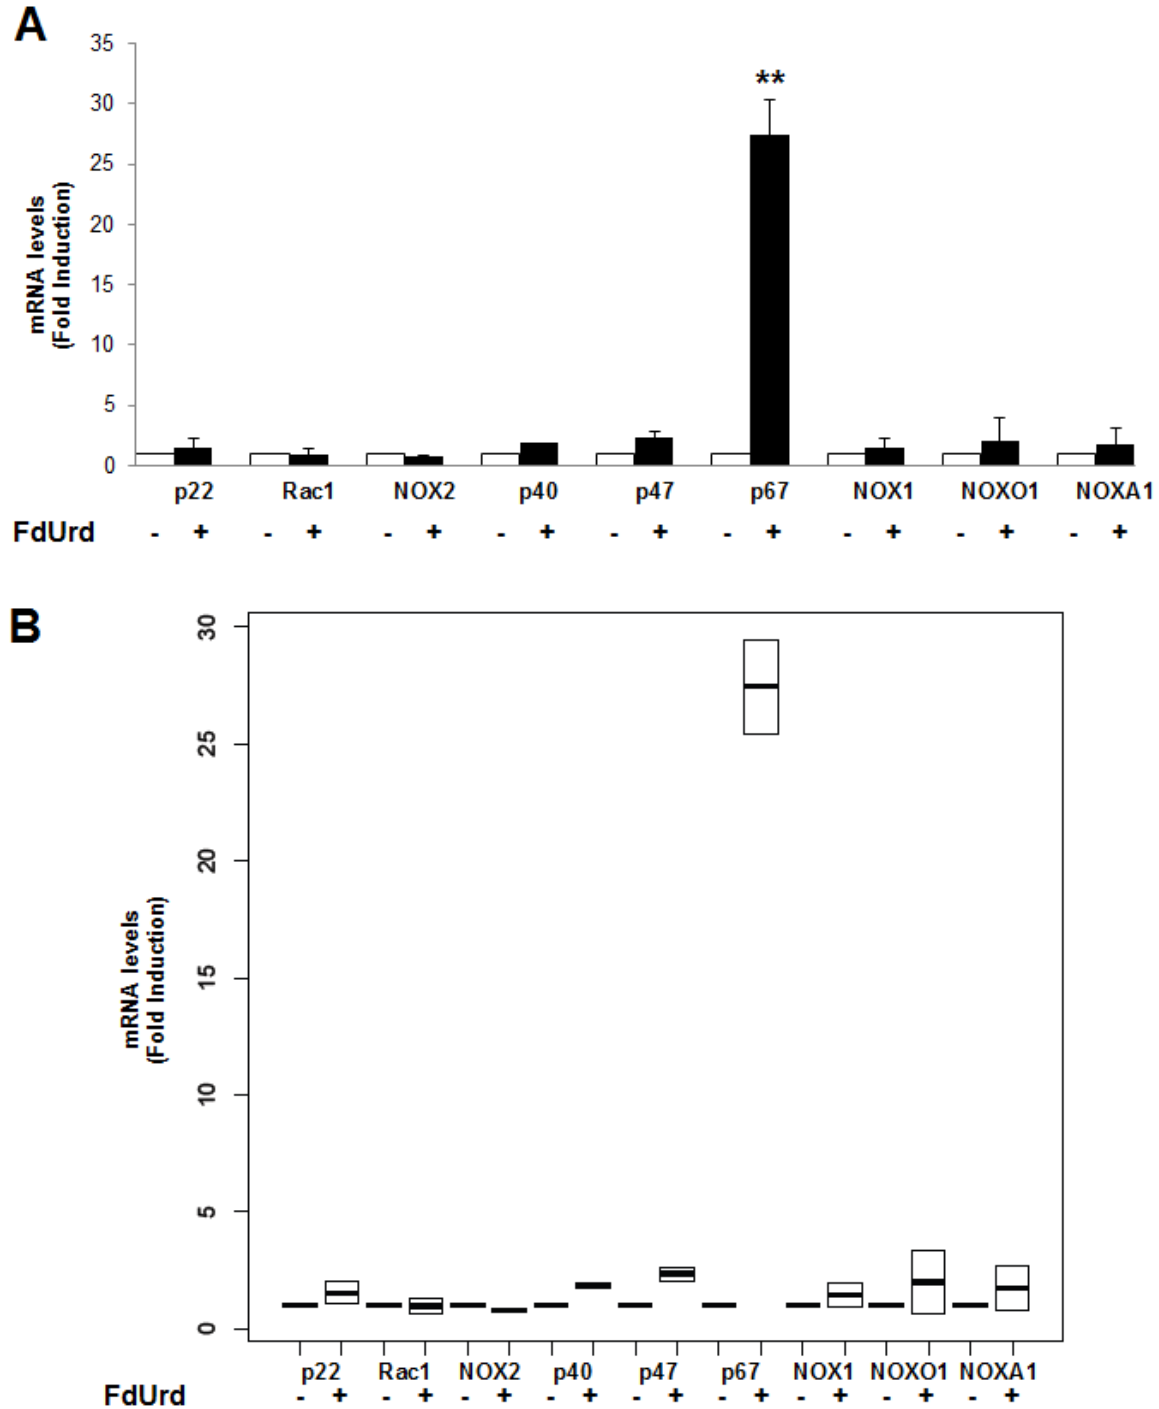 A
35
30
25
20
15
10
5
0
mRNA levels
(Fold Induction)
**
p22 Rac1 NOX2 p40 p47 p67 NOX1 NOXO1 NOXA1
FdUrd - + - + - + - + - + - + - + - + - +
B
30
25
20
15
10
5
0
mRNA levels
(Fold Induction)
p22 Rac1 NOX2 p40 p47 p67 NOX1 NOXO1 NOXA1
FdUrd - + - + - + - + - + - + - + - + - +